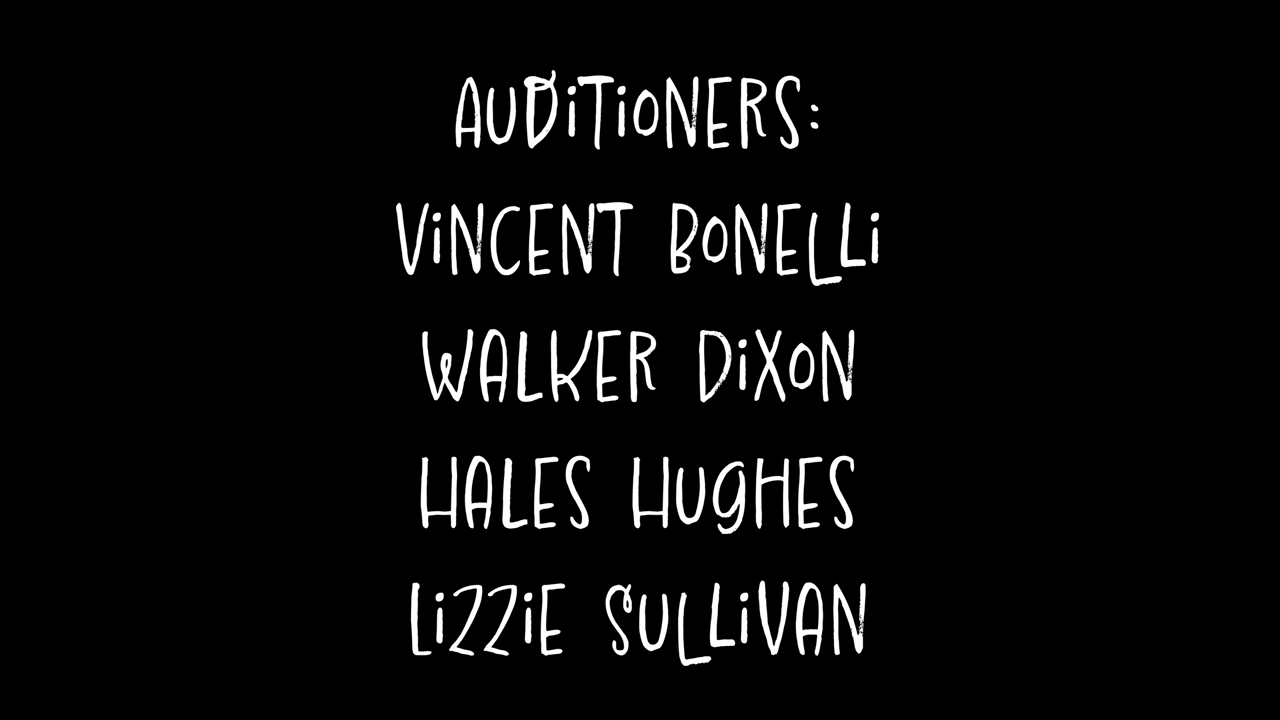 AUDITIONERS:
VINCENT BONELLI
WALKER DIXON
HALES HUGHES
LIZZIE SULLIVAN